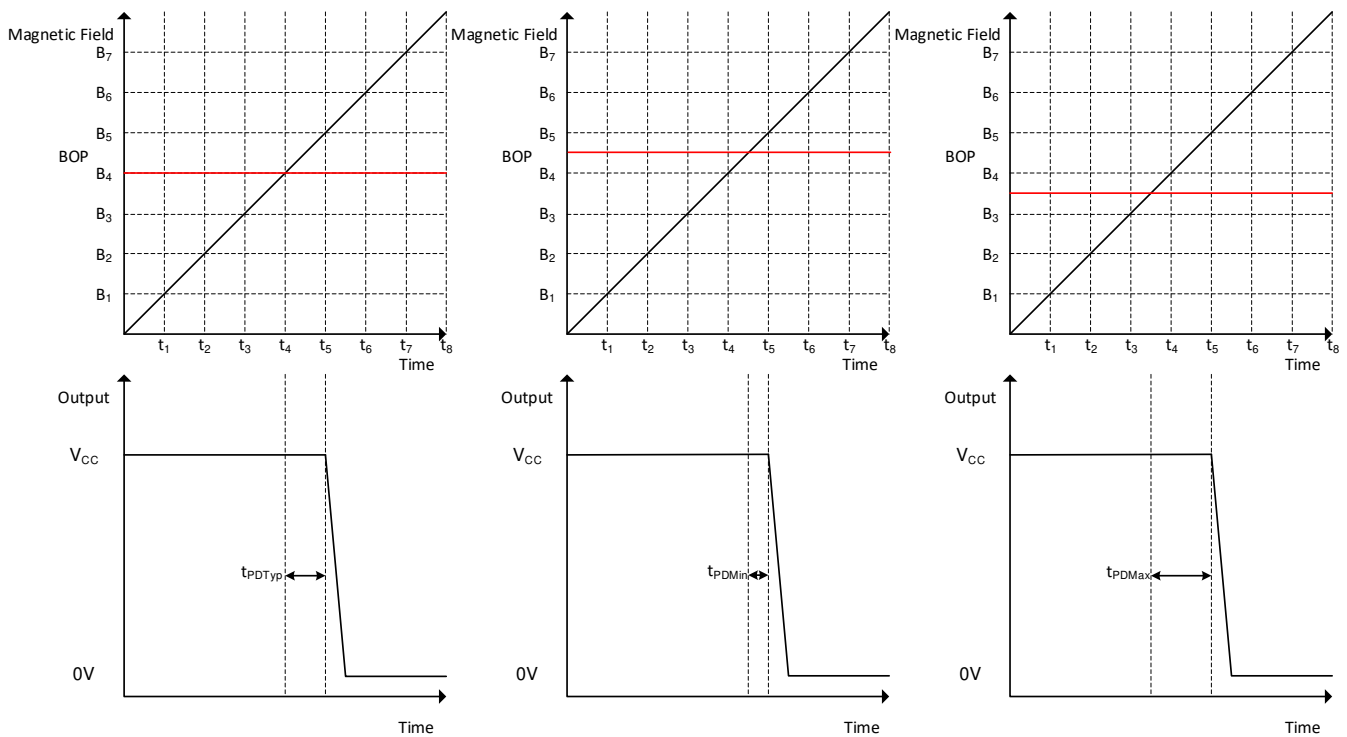 Magnetic Field
B7
B6
B5
BOP
B4
B3
B2
B1
t1 t2 t3 t4 t5 t6 t7 t8
Time
Magnetic Field
B7
B6
B5
BOP
B4
B3
B2
B1
t1 t2 t3 t4 t5 t6 t7 t8
Time
Magnetic Field
B7
B6
B5
BOP
B4
B3
B2
B1
t1 t2 t3 t4 t5 t6 t7 t8
Time
Output
VCC
tPDTyp
0V
Time
Output
VCC
tPDMin
0V
Time
Output
VCC
tPDMax
0V
Time